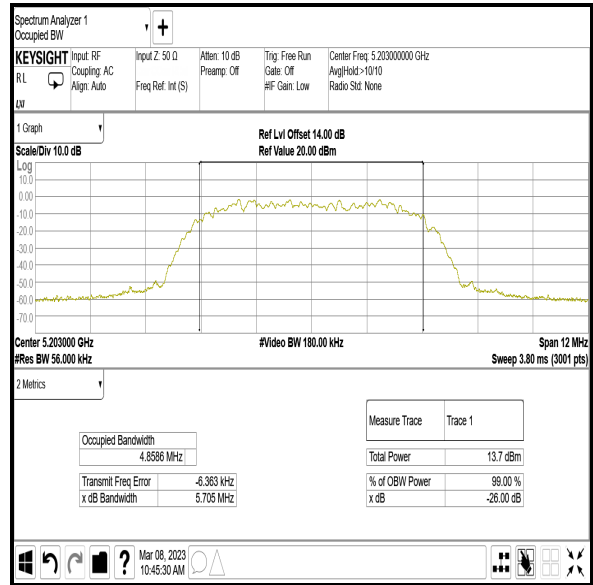 Spectrum Analyzer 1
Occupied BW
KEYSIGHT Input: RF Input Z: 50 Ω Atten: 10 dB Trig: Free Run Center Freq: 5.203000000 GHz
RL Coupling: AC Preamp: Off Gate: Off Avg|Hold:>10/10
Align: Auto Freq Ref: Int (S) #IF Gain: Low Radio Std: None
LXI
1 Graph
Ref Lvl Offset 14.00 dB
Scale/Div 10.0 dB Ref Value 20.00 dBm
Log
10.0
0.00
-10.0
-20.0
-30.0
-40.0
-50.0
-60.0
-70.0
Center 5.203000 GHz #Video BW 180.00 kHz Span 12 MHz
#Res BW 56.000 kHz Sweep 3.80 ms (3001 pts)
2 Metrics
Measure Trace Trace 1
Occupied Bandwidth
4.8586 MHz
Total Power 13.7 dBm
Transmit Freq Error -6.363 kHz % of OBW Power 99.00 %
x dB Bandwidth 5.705 MHz x dB -26.00 dB
? Mar 08, 2023
10:45:30 AM